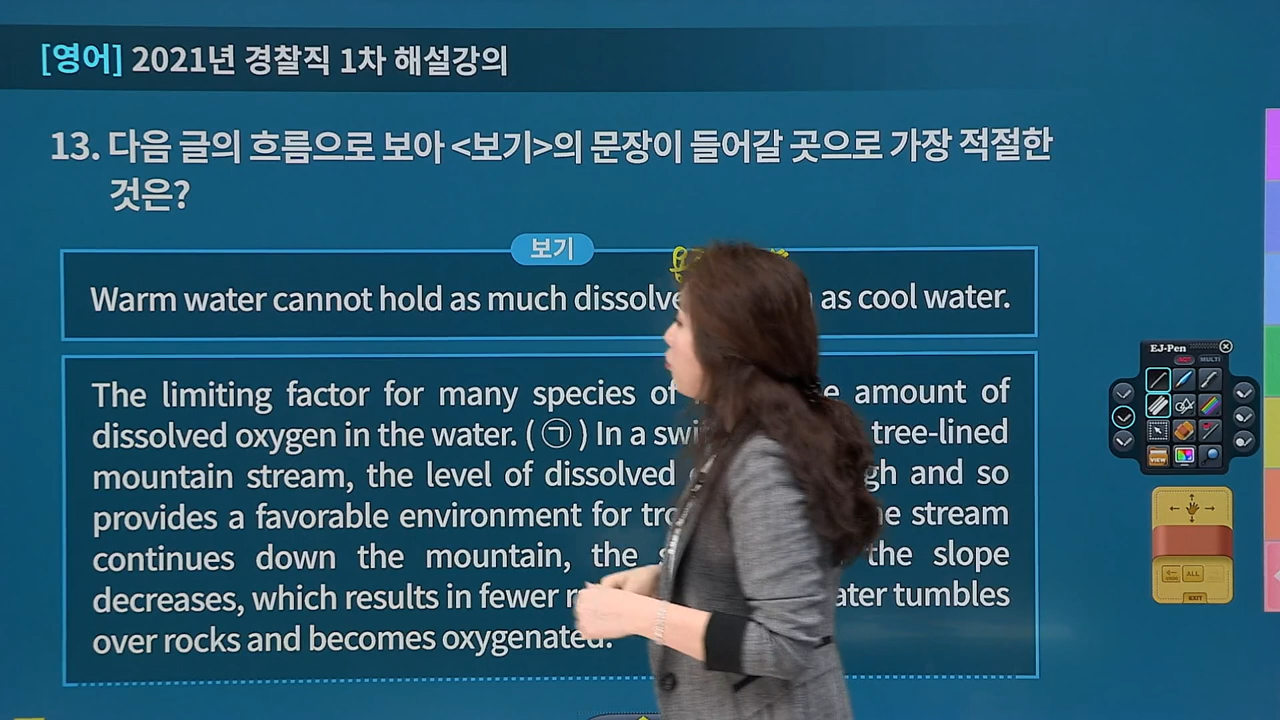 [영어] 2021년 경찰직 1차 해설강의
13. 다음 글의 흐름으로 보아 <보기>의 문장이 들어갈 곳으로 가장 적절한
것은?
보기
Warm water cannot hold as much as cool water.
The limiting factor for many species of amount of
dissolved oxygen in the water. ( ㉠ ) In a tree-lined
mountain stream, the level of dissolved and so
provides a favorable environment for stream
continues down the mountain, the the slope
decreases, which results in fewer tumbles
over rocks and becomes oxygenated.
EJ-Pen
MULTI
VIEW
ALL
EXIT